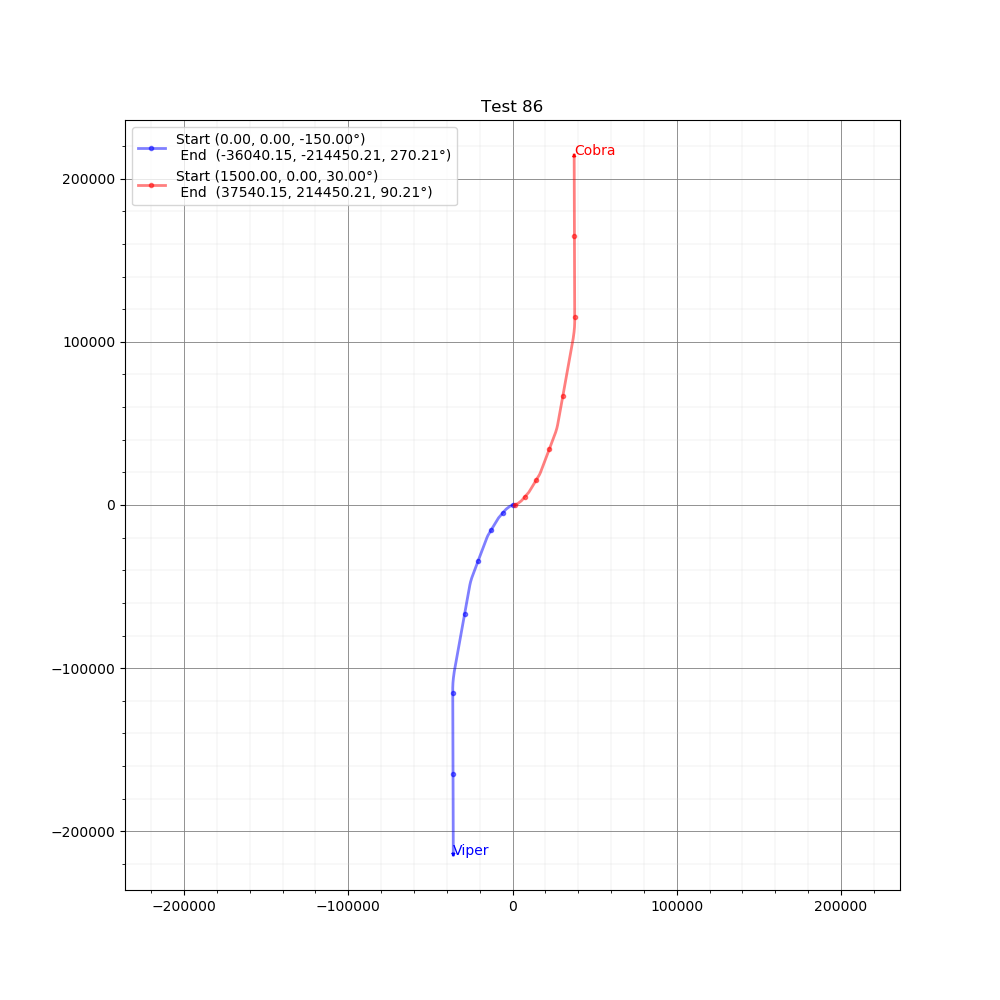 Test 86
Start (0.00, 0.00, -150.00°)
End  (-36040.15, -214450.21, 270.21°)
Start (1500.00, 0.00, 30.00°)
End  (37540.15, 214450.21, 90.21°)
Cobra
200000
100000
0
−100000
−200000
Viper
−200000
−100000
0
100000
200000